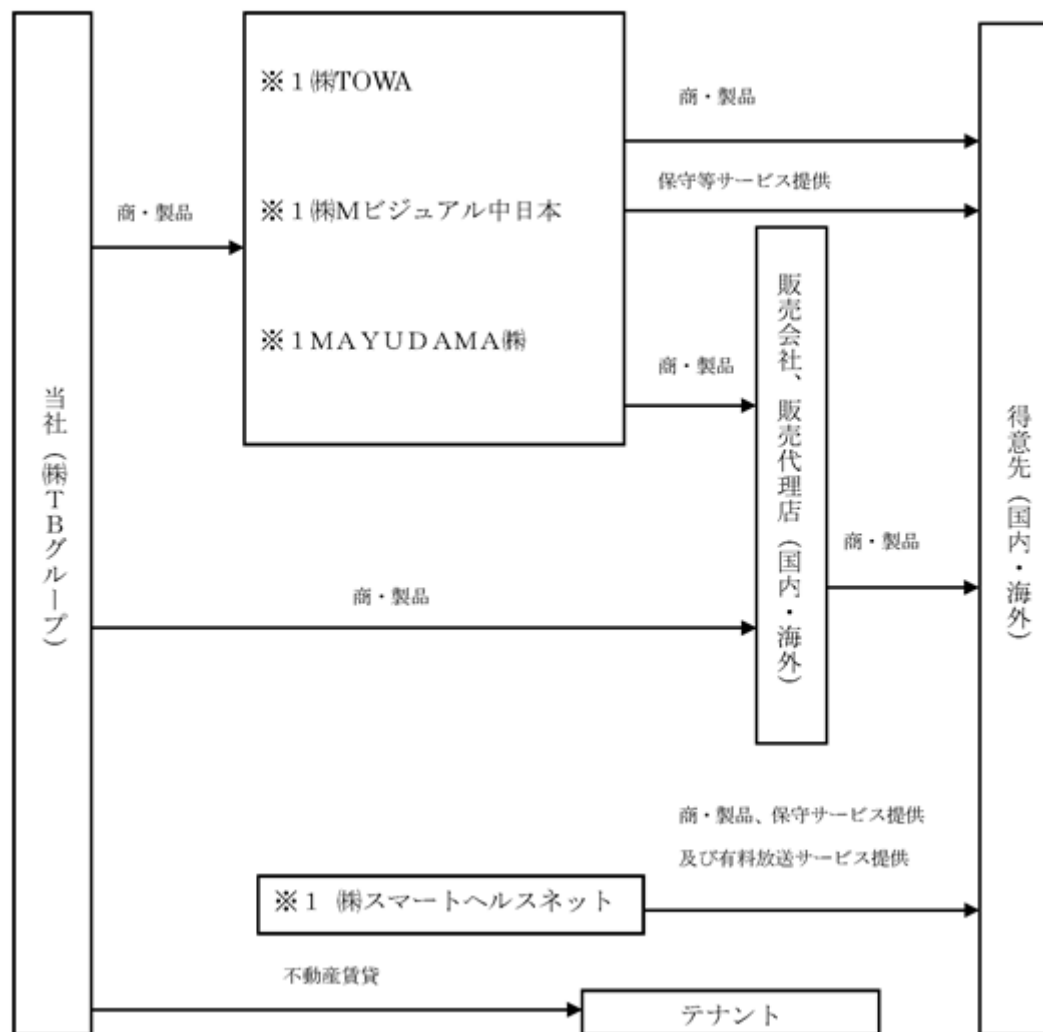 ※１㈱TOWA
商・製品
保守等サービス提供
商・製品
※１㈱Mビジュアル中日本
※１ＭＡＹＵＤＡＭＡ㈱
商・製品
販売会社、販売代理店（国内・海外）
当社（㈱ＴＢグループ）
得意先（国内・海外）
商・製品
商・製品
商・製品、保守サービス提供
及び有料放送サービス提供
※１　㈱スマートヘルスネット
不動産賃貸
テナント